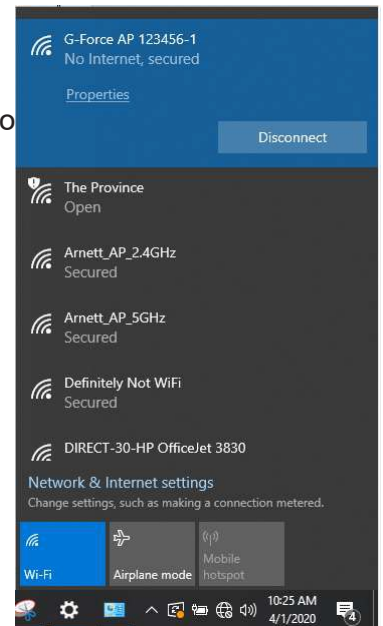 G-Force AP 123456-1
No Internet, secured
Properties
o
Disconnect
The Province
Open
Arnett_AP_2.4GHz
Secured
Arnett_AP_5GHz
Secured
Definitely Not WiFi
Secured
DIRECT-30-HP OfficeJet 3830
Network & Internet settings
Change settings, such as making a connection metered.
Wi-Fi
Airplane mode
Mobile
hotspot
10:25 AM
4/1/2020
4